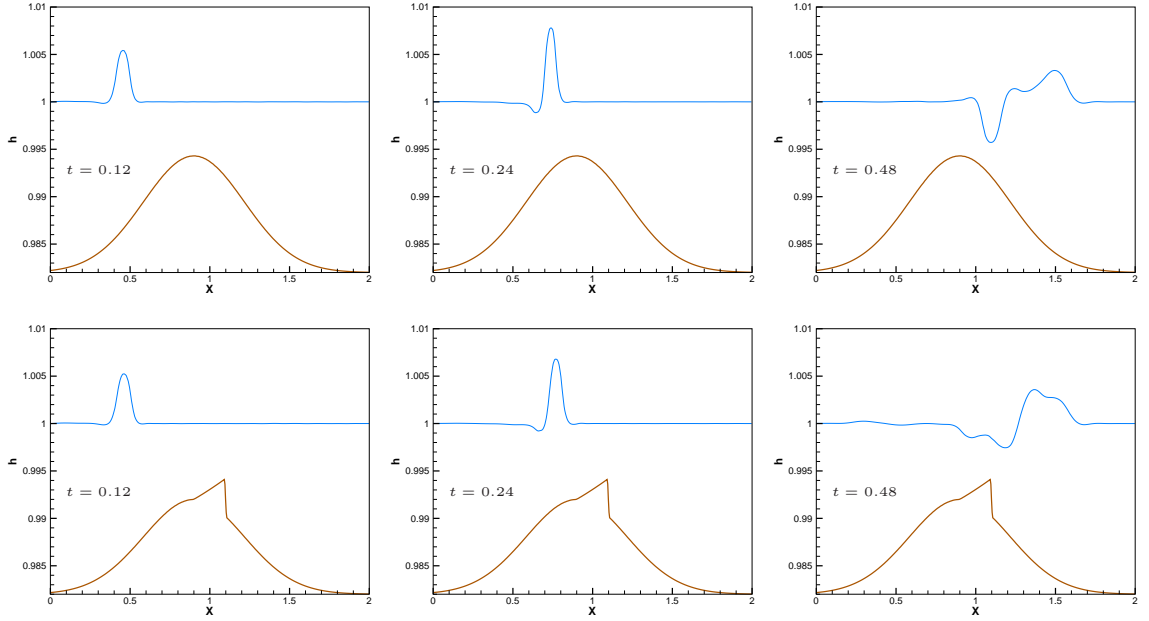 1.01 1.01 1.01
1.005 1.005 1.005
1 1 1
h h h
0.995 0.995 0.995
t = 0.12 t = 0.24 t = 0.48
0.99 0.99 0.99
0.985 0.985 0.985
0 0.5 1 1.5 2 0 0.5 1 1.5 2 0 0.5 1 1.5 2
X X X
1.01 1.01 1.01
1.005 1.005 1.005
1 1 1
h h h
0.995 0.995 0.995
t = 0.12 t = 0.24 t = 0.48
0.99 0.99 0.99
0.985 0.985 0.985
0 0.5 1 1.5 2 0 0.5 1 1.5 2 0 0.5 1 1.5 2
X X X